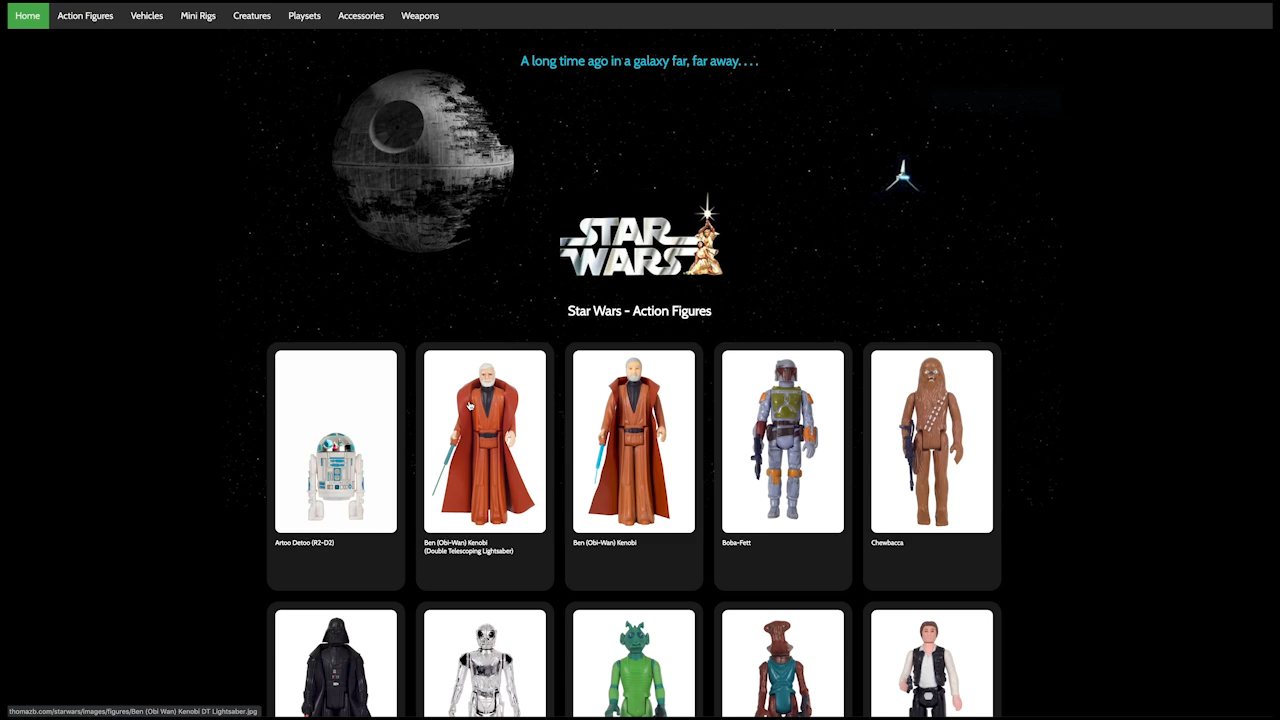 Home Action Figures Vehicles Mini Rigs Creatures Playsets Accessories Weapons
A long time ago in a galaxy far, far away. . . .
STAR
WARS
Star Wars - Action Figures
Artoo Detoo (R2-D2)
Ben (Obi-Wan) Kenobi
(Double Telescoping Lightsaber)
Ben (Obi-Wan) Kenobi
Boba-Fett
Chewbacca
thomazb.com/starwars/images/figures/Ben (Obi Wan) Kenobi DT Lightsaber.jpg